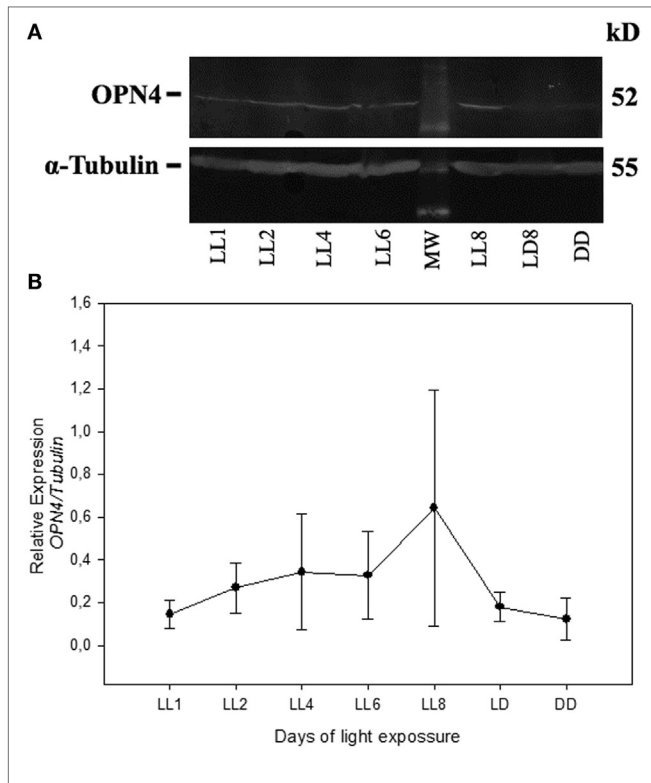 A
kD
OPN4
52
α-Tubulin
55
LL1 LL2 LL4 LL6 MW LL8 LD8 DD
B
1,6
1,4
1,2
1,0
0,8
0,6
0,4
0,2
0,0
Relative Expression
OPN4/Tubulin
LL1 LL2 LL4 LL6 LL8 LD DD
Days of light expossure